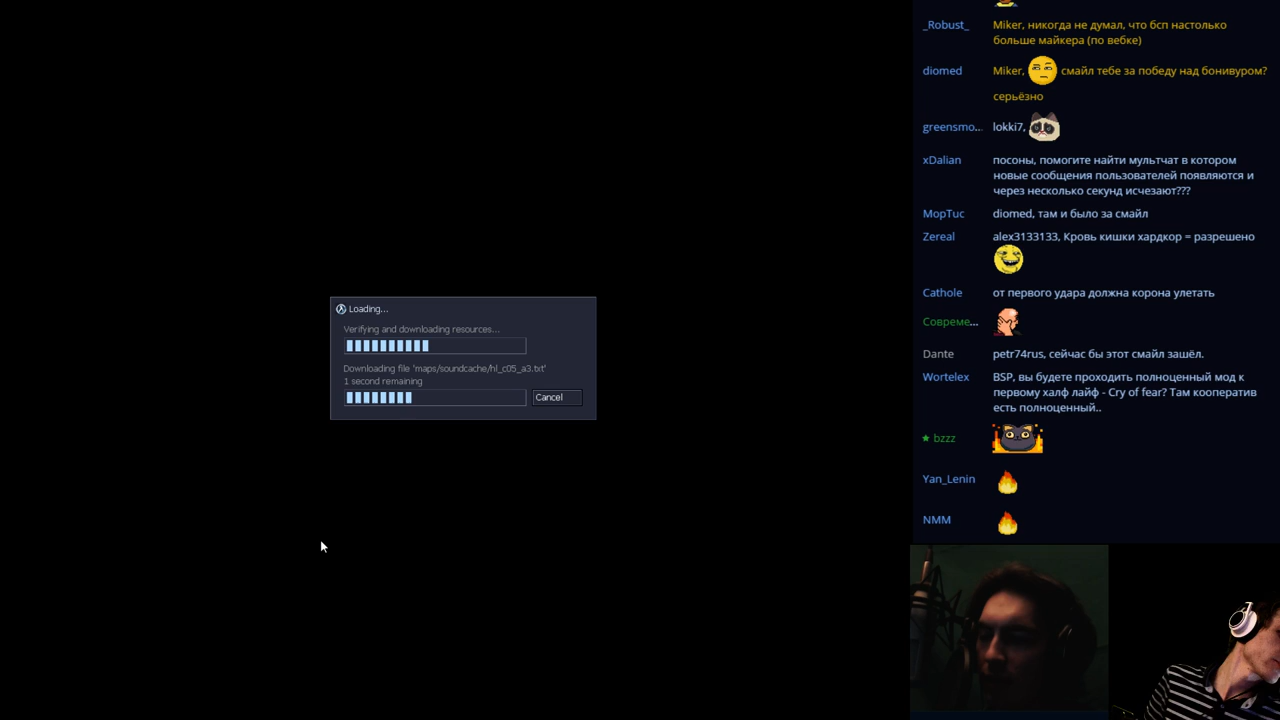 Loading...
Verifying and downloading resources...
Downloading file 'maps/soundcache/hl_c05_a3.txt'
1 second remaining
Cancel
_Robust_ Miker, никогда не думал, что бсп настолько
больше майкера (по вебке)
diomed Miker, смайл тебе за победу над бонивуром?
серьёзно
greensmo... lokki7,
xDalian посоны, помогите найти мультчат в котором
новые сообщения пользователей появляются и
через несколько секунд исчезают???
МорТис diomed, там и было за смайл
Zereal alex3133133, Кровь кишки хардкор = разрешено
Cathole от первого удара должна корона улетать
Совреме...
Dante petr74rus, сейчас бы этот смайл зашёл.
Wortelex BSP, вы будете проходить полноценный мод к
первому халф лайф - Cry of fear? Там кооператив
есть полноценный..
bzzz
Yan_Lenin
NMM